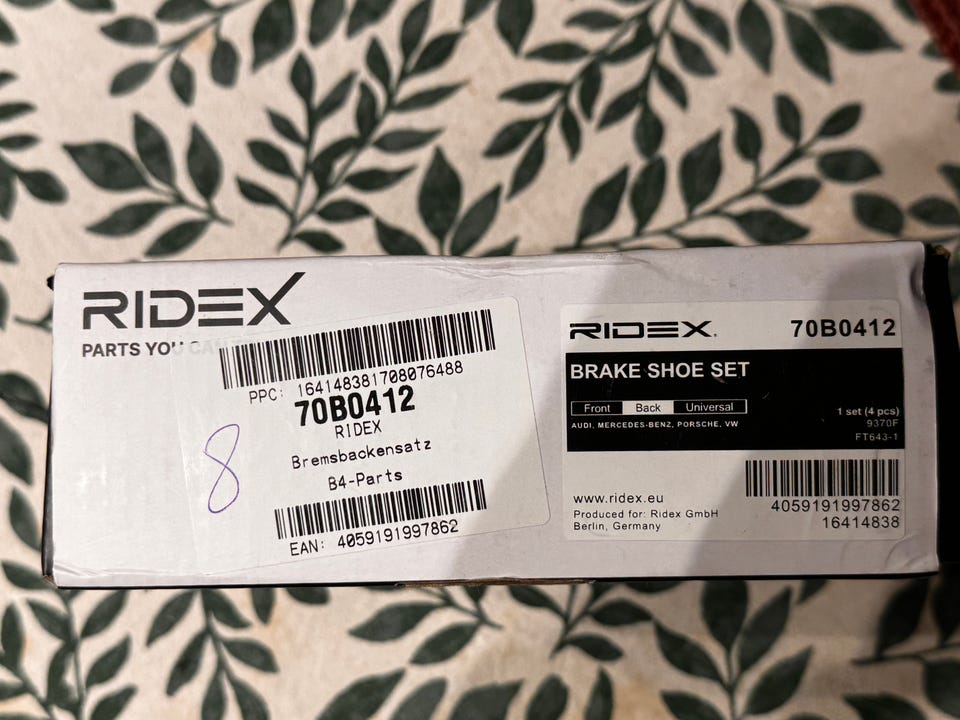 RIDEX
PARTS YOU CAN
PPC: 164148381708076488
70B0412
RIDEX
Bremsbackensatz
B4-Parts
EAN: 4059191997862
8
RIDEX. 70B0412
BRAKE SHOE SET
Front Back Universal
1 set (4 pcs)
AUDI, MERCEDES-BENZ, PORSCHE, VW
9370F
FT643-1
www.ridex.eu
Produced for: Ridex GmbH
Berlin, Germany
4059191997862
16414838